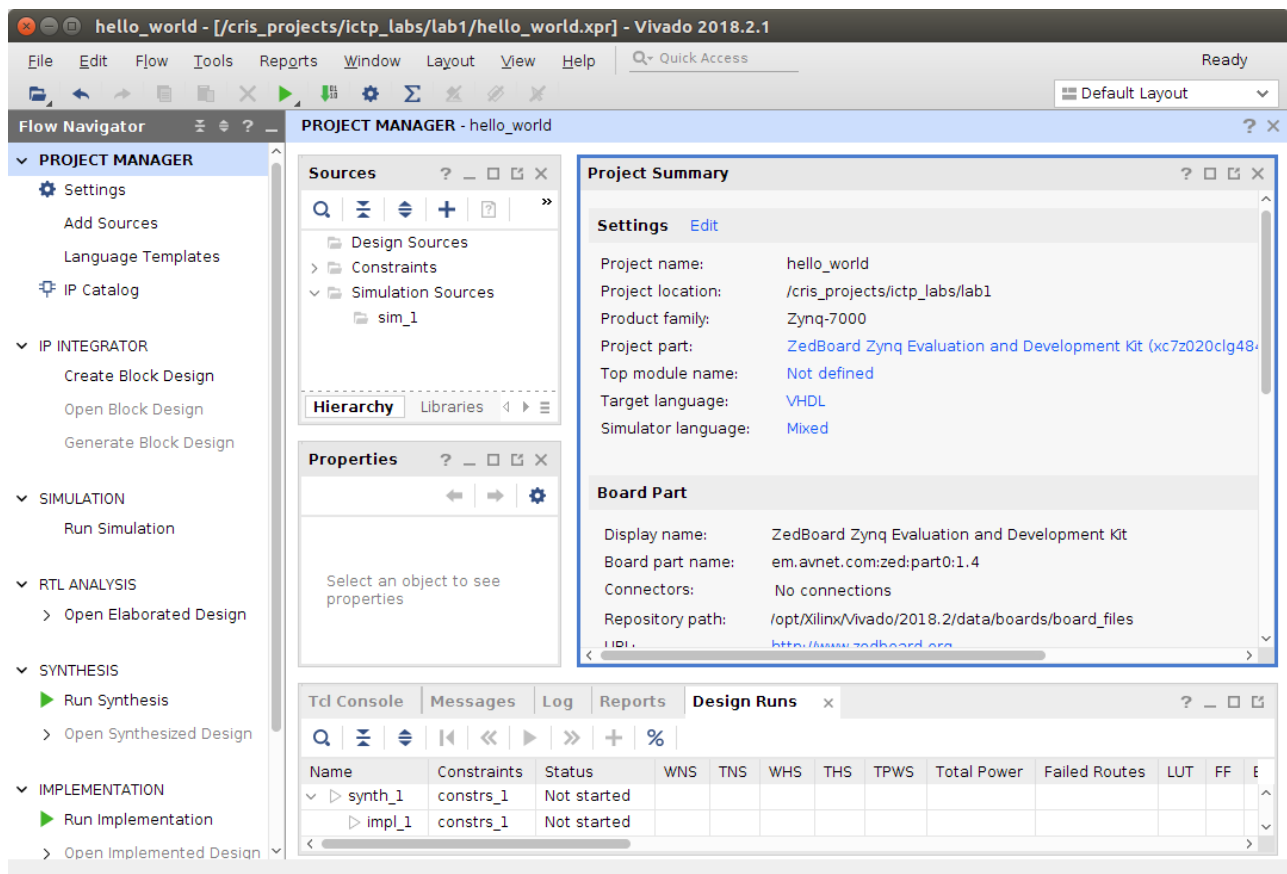 hello_world - [/cris_projects/ictp_labs/lab1/hello_world.xpr] - Vivado 2018.2.1
File Edit Flow Tools Reports Window Layout View Help Quick Access Ready
Default Layout
Flow Navigator
PROJECT MANAGER
Settings
Add Sources
Language Templates
IP Catalog
IP INTEGRATOR
Create Block Design
Open Block Design
Generate Block Design
SIMULATION
Run Simulation
RTL ANALYSIS
Open Elaborated Design
SYNTHESIS
Run Synthesis
Open Synthesized Design
IMPLEMENTATION
Run Implementation
Open Implemented Design
PROJECT MANAGER - hello_world
Sources
Design Sources
Constraints
Simulation Sources
sim_1
Hierarchy Libraries
Properties
Select an object to see
properties
Project Summary
Settings Edit
Project name: hello_world
Project location: /cris_projects/ictp_labs/lab1
Product family: Zynq-7000
Project part: ZedBoard Zynq Evaluation and Development Kit (xc7z020clg484
Top module name: Not defined
Target language: VHDL
Simulator language: Mixed
Board Part
Display name: ZedBoard Zynq Evaluation and Development Kit
Board part name: em.avnet.com:zed:part0:1.4
Connectors: No connections
Repository path: /opt/Xilinx/Vivado/2018.2/data/boards/board_files
URL: http://www.zedboard.org
Tcl Console Messages Log Reports Design Runs
Name Constraints Status WNS TNS WHS THS TPWS Total Power Failed Routes LUT FF
synth_1 constrs_1 Not started
impl_1 constrs_1 Not started